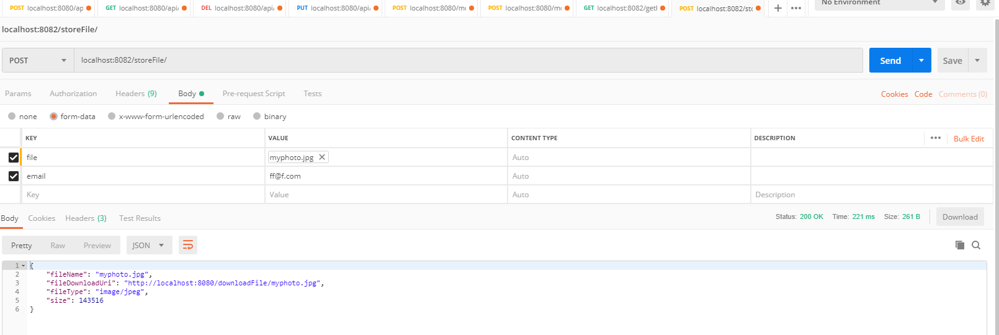 POST localhost:8080/ap GET localhost:8080/api/ DEL localhost:8080/api/ PUT localhost:8080/api/ POST localhost:8080/m POST localhost:8080/m GET localhost:8082/getl POST localhost:8082/sto + ••• No Environment
localhost:8082/storeFile/
POST localhost:8082/storeFile/ Send Save
Params Authorization Headers (9) Body Pre-request Script Tests Cookies Code Comments (0)
none form-data x-www-form-urlencoded raw binary
KEY VALUE CONTENT TYPE DESCRIPTION ••• Bulk Edit
file myphoto.jpg Auto
email ff@f.com Auto
Key Value Auto Description
Body Cookies Headers (3) Test Results Status: 200 OK Time: 221 ms Size: 261 B Download
Pretty Raw Preview JSON
1 {
2 "fileName": "myphoto.jpg",
3 "fileDownloadUri": "http://localhost:8080/downloadFile/myphoto.jpg",
4 "fileType": "image/jpeg",
5 "size": 143516
6 }